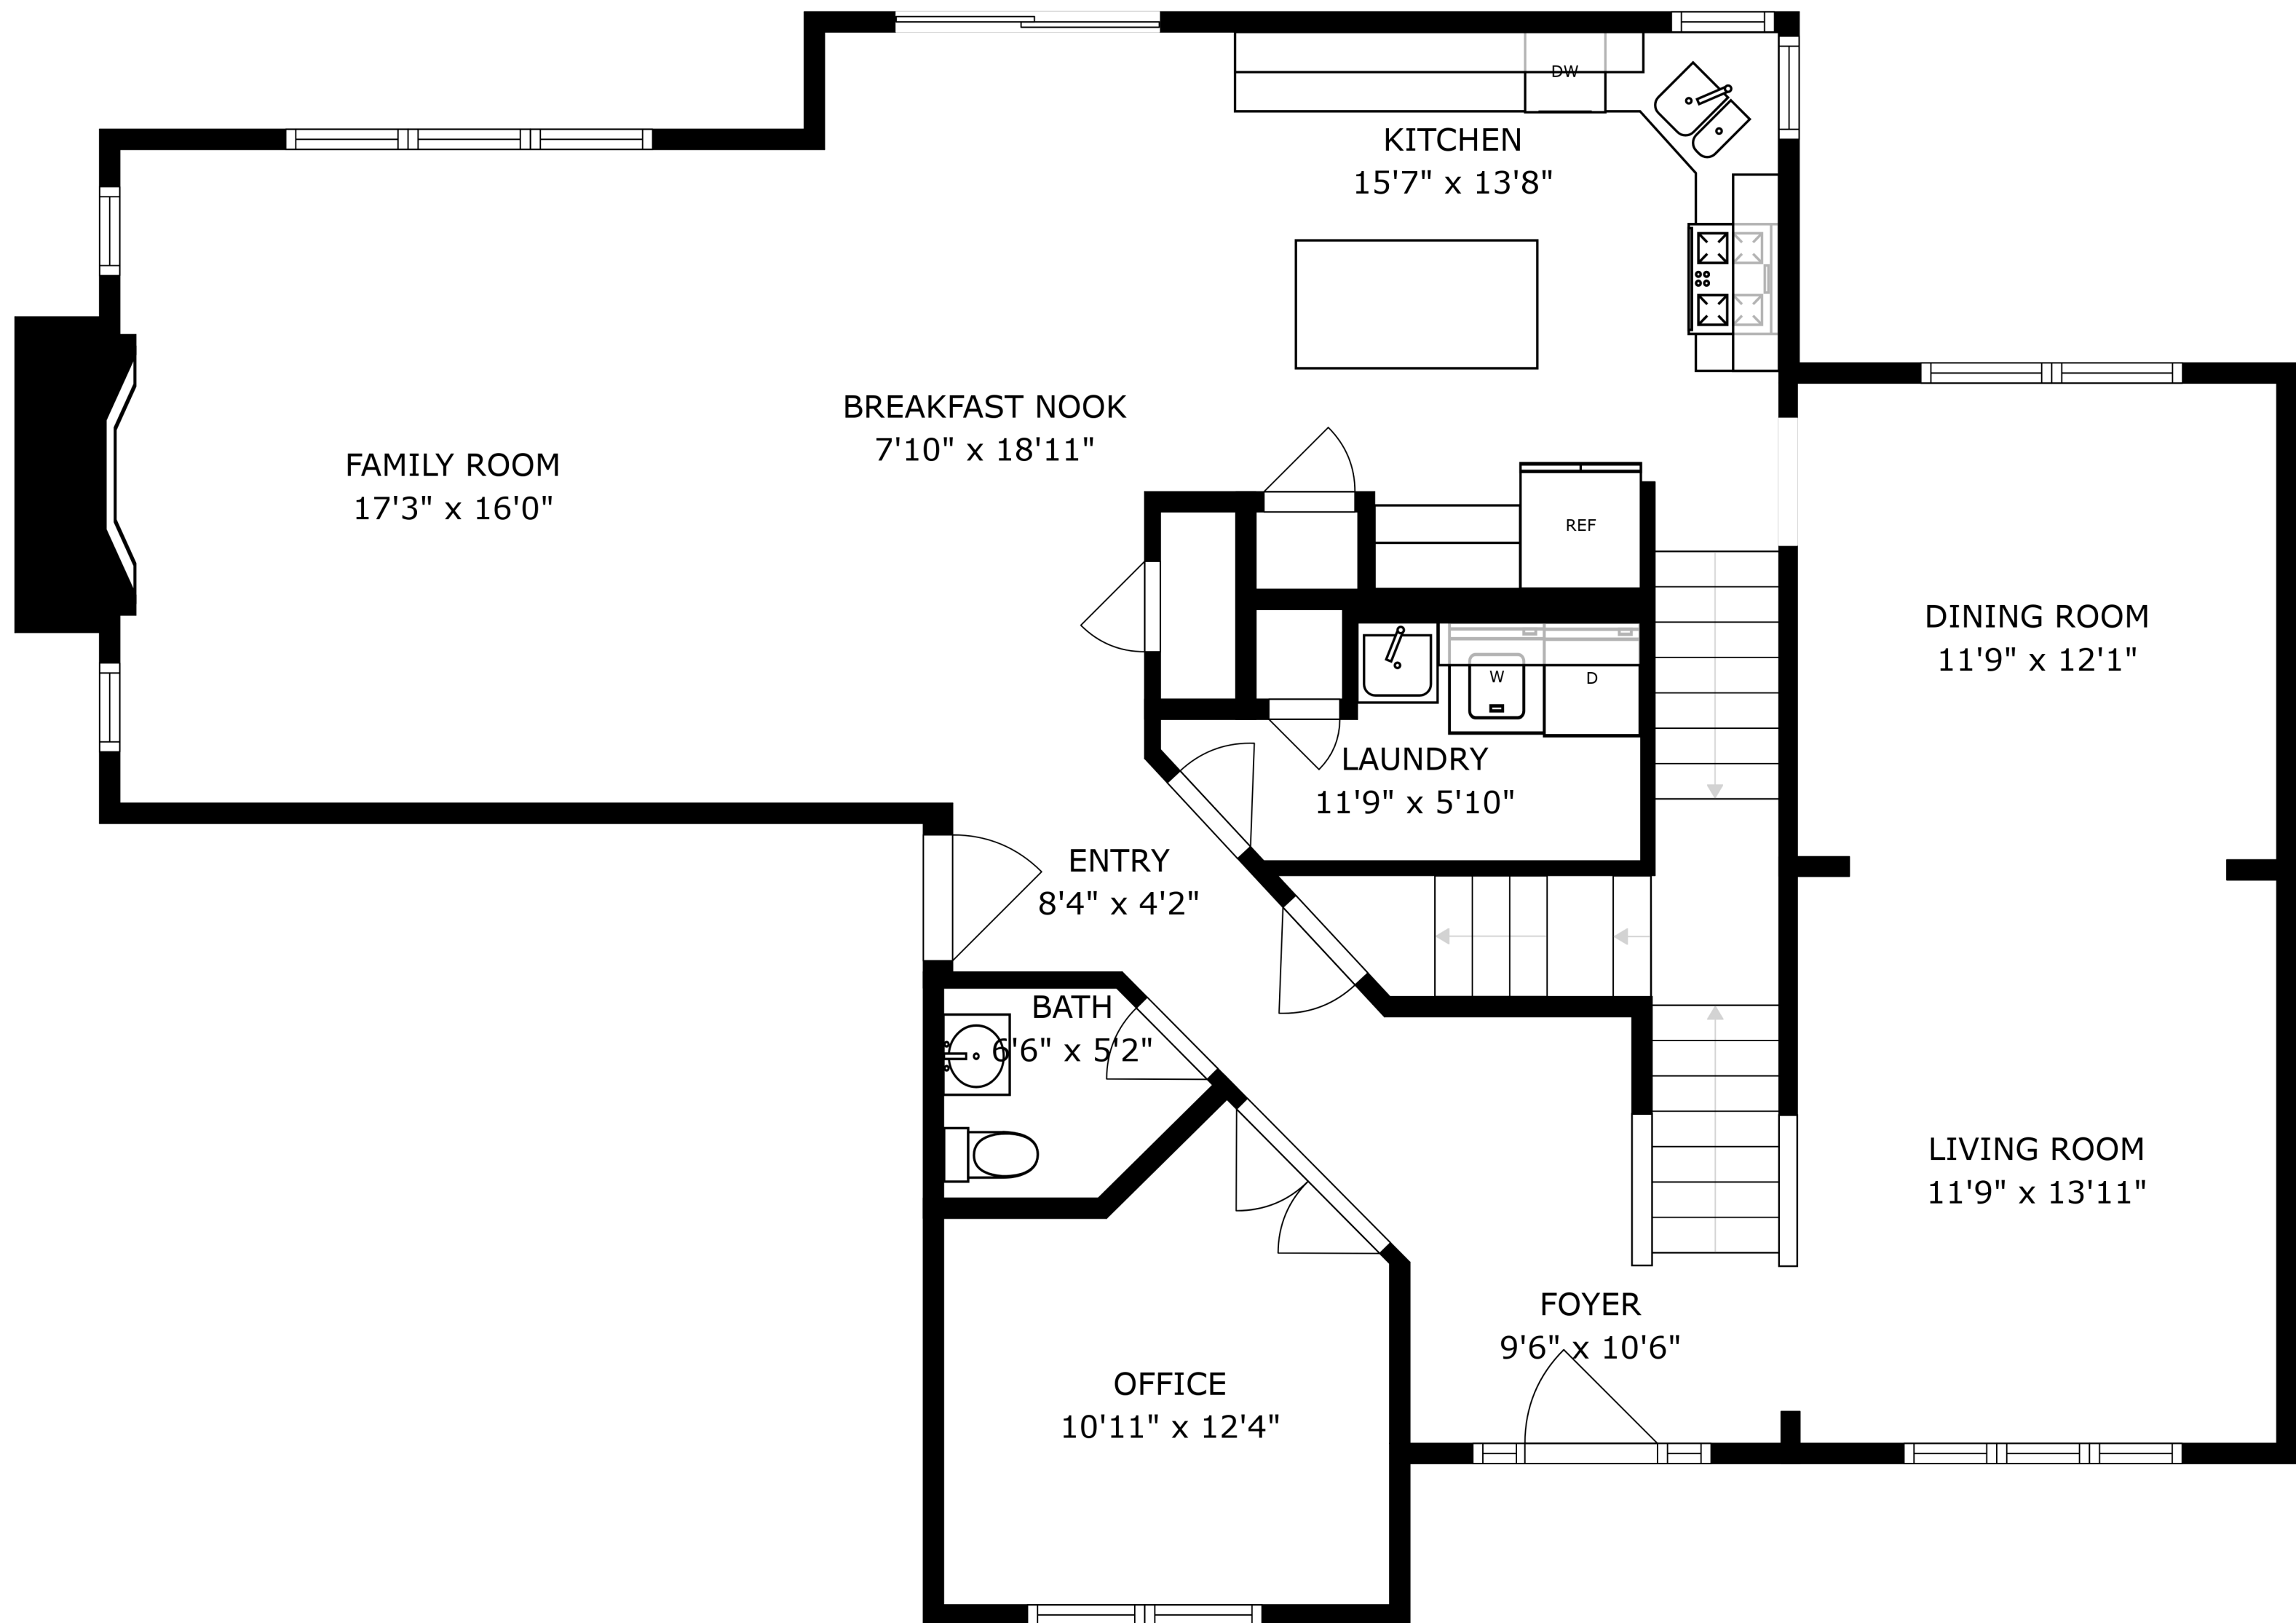 DW
KITCHEN
15'7" x 13'8"
BREAKFAST NOOK
7'10" x 18'11"
FAMILY ROOM
17'3" x 16'0"
REF
DINING ROOM
11'9" x 12'1"
W
D
LAUNDRY
11'9" x 5'10"
ENTRY
8'4" x 4'2"
BATH
6'6" x 5'2"
LIVING ROOM
11'9" x 13'11"
FOYER
9'6" x 10'6"
OFFICE
10'11" x 12'4"